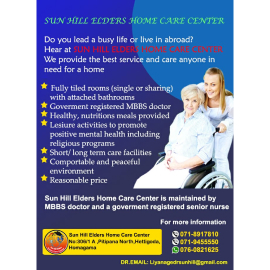 SUN HILL ELDERS HOME CARE CENTER
Do you lead a busy life or live in abroad?
Hear at SUN HILL ELDERS HOME CARE CENTER
We provide the best service and care anyone in
need for a home
Fully tiled rooms (single or sharing)
with attached bathrooms
Goverment registered MBBS doctor
Healthy, nutritions meals provided
Lesiure activities to promote
positive mental health including
religious programs
Short/ long term care facilities
Comportable and peaceful
environment
Reasonable price
Sun Hill Elders Home Care Center is maintained by
MBBS doctor and a goverment registered senior nurse
For more information
Sun Hill Elders Home Care Center
No:306/1 A ,Pitipana North,Hettigoda,
Homagama
071-8917810
071-9455550
076-0821625
DR.EMAIL: Liyanagedrsunhill@gmail.com